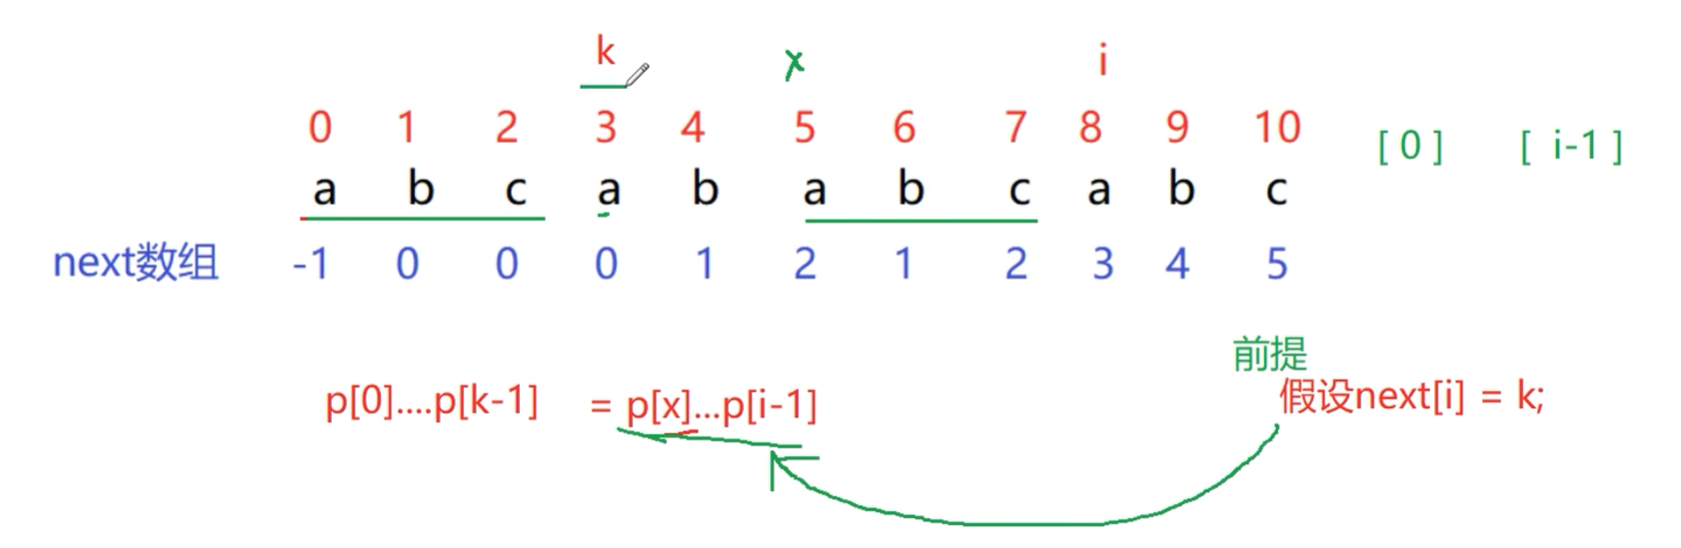 k x i
0 1 2 3 4 5 6 7 8 9 10 [ 0 ] [ i-1 ]
a b c a b a b c a b c
next数组 -1 0 0 0 1 2 1 2 3 4 5
前提
p[0]....p[k-1] = p[x]...p[i-1] 假设next[i] = k;